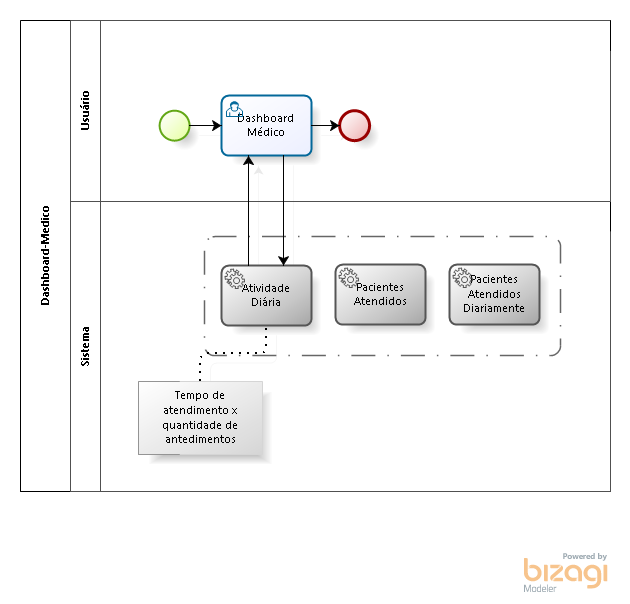 Dashboard-Medico
Usuário
Dashboard
Médico
Sistema
Atividade
Diária
Pacientes
Atendidos
Pacientes
Atendidos
Diariamente
Tempo de
atendimento x
quantidade de
antedimentos
Powered by
bizagi
Modeler